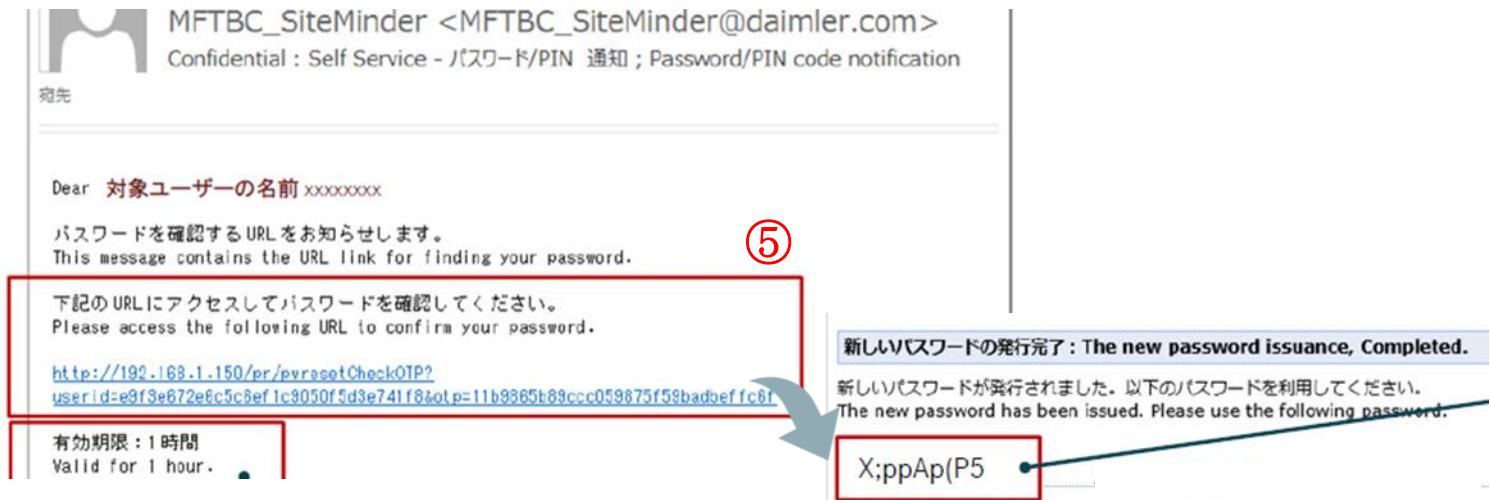 MFTBC_SiteMinder <MFTBC_SiteMinder@daimler.com>
Confidential : Self Service - パスワード/PIN 通知 ; Password/PIN code notification
宛先
Dear 対象ユーザーの名前 xxxxxxxx
パスワードを確認する URL をお知らせします。
This message contains the URL link for finding your password.
⑤
下記の URL にアクセスしてパスワードを確認してください。
Please access the following URL to confirm your password.
http://192.168.1.150/pr/pwresetCheckOTP?
userid=e9f3e672e6c5c6ef1c9050f5d3e741f8&otp=11b9865b89ccc059875f59badbeffc6f
有効期限：1 時間
Valid for 1 hour.
新しいパスワードの発行完了 : The new password issuance, Completed.
新しいパスワードが発行されました。以下のパスワードを利用してください。
The new password has been issued. Please use the following password.
X;ppAp(P5